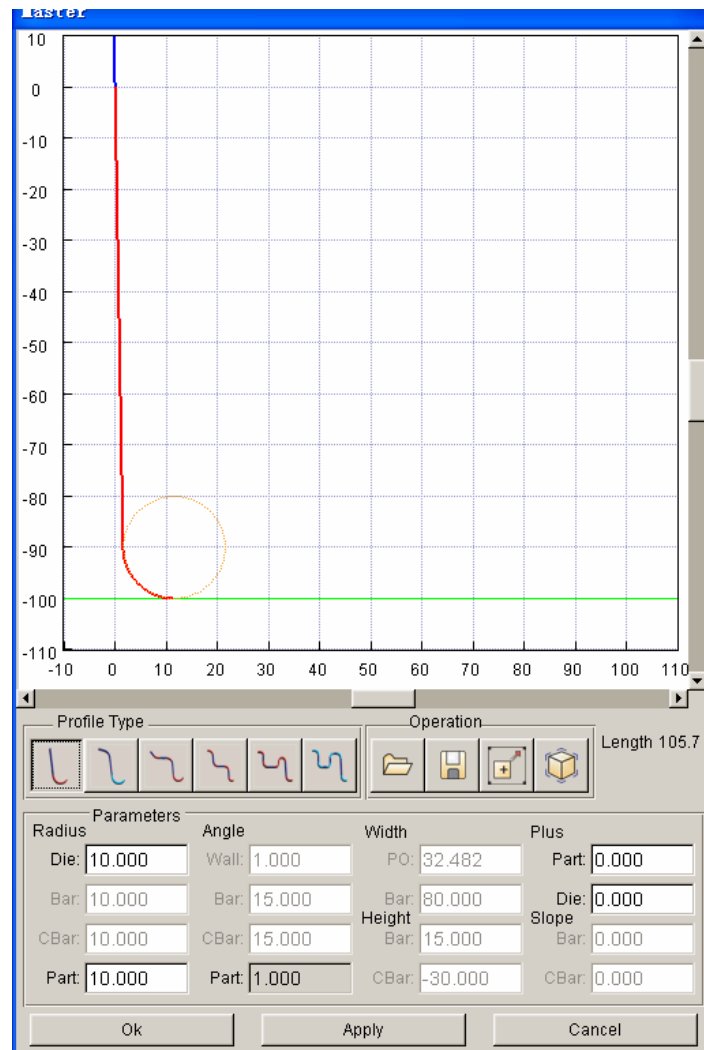 Master
10
0
-10
-20
-30
-40
-50
-60
-70
-80
-90
-100
-110
-10 0 10 20 30 40 50 60 70 80 90 100 110
Profile Type
Operation
Length 105.7
Parameters
Radius Angle Width Plus
Die: 10.000 Wall: 1.000 PO: 32.482 Part: 0.000
Bar: 10.000 Bar: 15.000 Bar: 80.000 Die: 0.000
Height Slope
CBar: 10.000 CBar: 15.000 Bar: 15.000 Bar: 0.000
Part: 10.000 Part: 1.000 CBar: -30.000 CBar: 0.000
Ok Apply Cancel